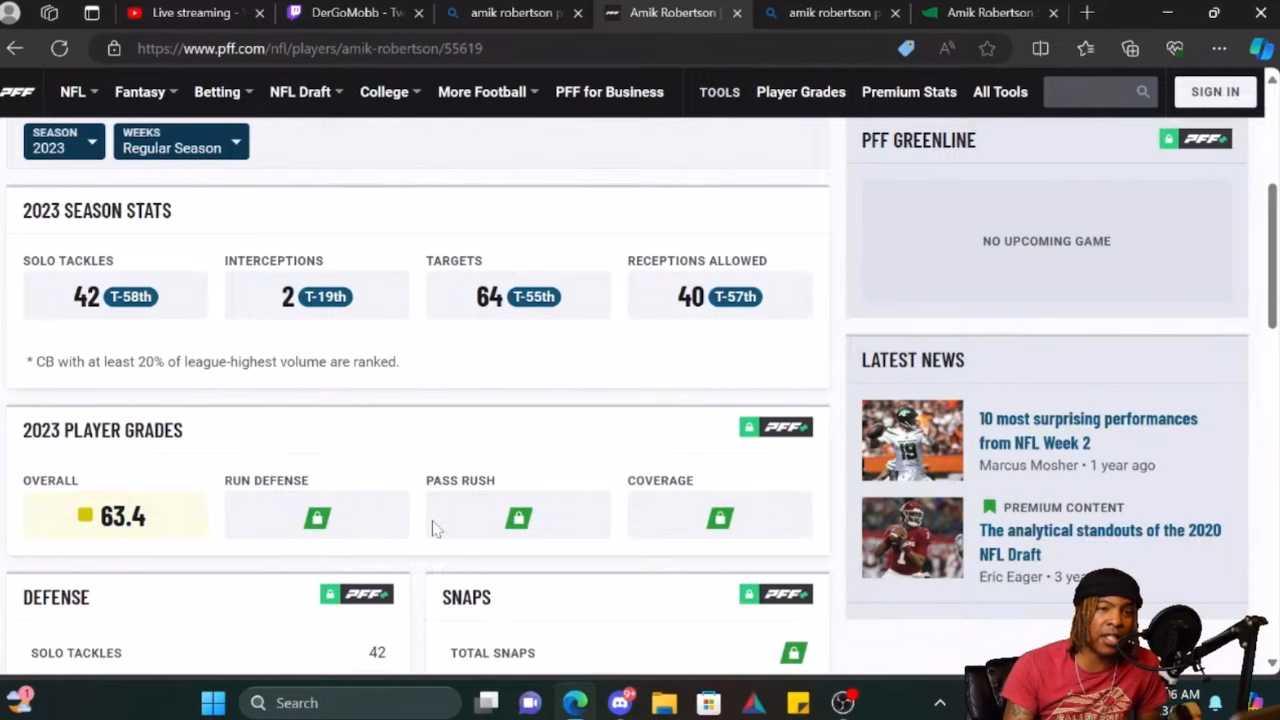 Live streaming -
DerGoMobb - Tw
amik robertson p
Amik Robertson
amik robertson p
Amik Robertson
https://www.pff.com/nfl/players/amik-robertson/55619
PFF NFL Fantasy Betting NFL Draft College More Football PFF for Business TOOLS Player Grades Premium Stats All Tools SIGN IN
SEASON
2023
WEEKS
Regular Season
2023 SEASON STATS
SOLO TACKLES INTERCEPTIONS TARGETS RECEPTIONS ALLOWED
42 T-58th 2 T-19th 64 T-55th 40 T-57th
* CB with at least 20% of league-highest volume are ranked.
2023 PLAYER GRADES PFF+
OVERALL RUN DEFENSE PASS RUSH COVERAGE
63.4
DEFENSE PFF+
SOLO TACKLES 42
SNAPS PFF+
TOTAL SNAPS
PFF GREENLINE PFF+
NO UPCOMING GAME
LATEST NEWS
10 most surprising performances
from NFL Week 2
Marcus Mosher • 1 year ago
PREMIUM CONTENT
The analytical standouts of the 2020
NFL Draft
Eric Eager • 3
Search
1
9+
AM